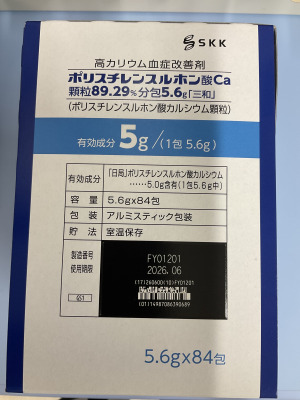 SKK
高カリウム血症改善剤
ポリスチレンスルホン酸Ca
顆粒89.29%分包5.6g「三和」
(ポリスチレンスルホン酸カルシウム顆粒)
有効成分 5g/(1包 5.6g)
有効成分 「日局」ポリスチレンスルホン酸カルシウム
……5.0g含有(1包5.6g中)
容量 5.6g×84包
包装 アルミスティック包装
貯法 室温保存
製造番号 FY01201
使用期限 2026.06
(17)260600(10)FY01201
GS1
(01)14987086390689
5.6g×84包